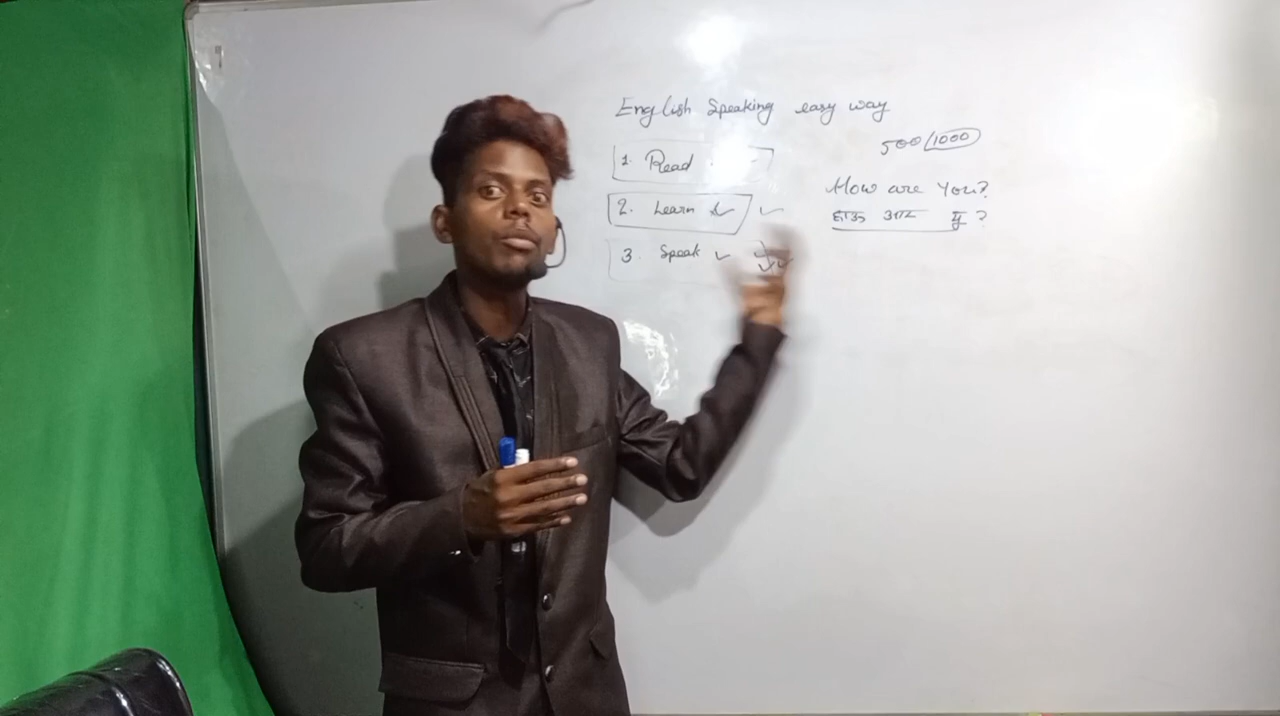 English Speaking easy way
500/1000
1. Read
How are You?
2. Learn
हाऊ आर यु ?
3. Speak